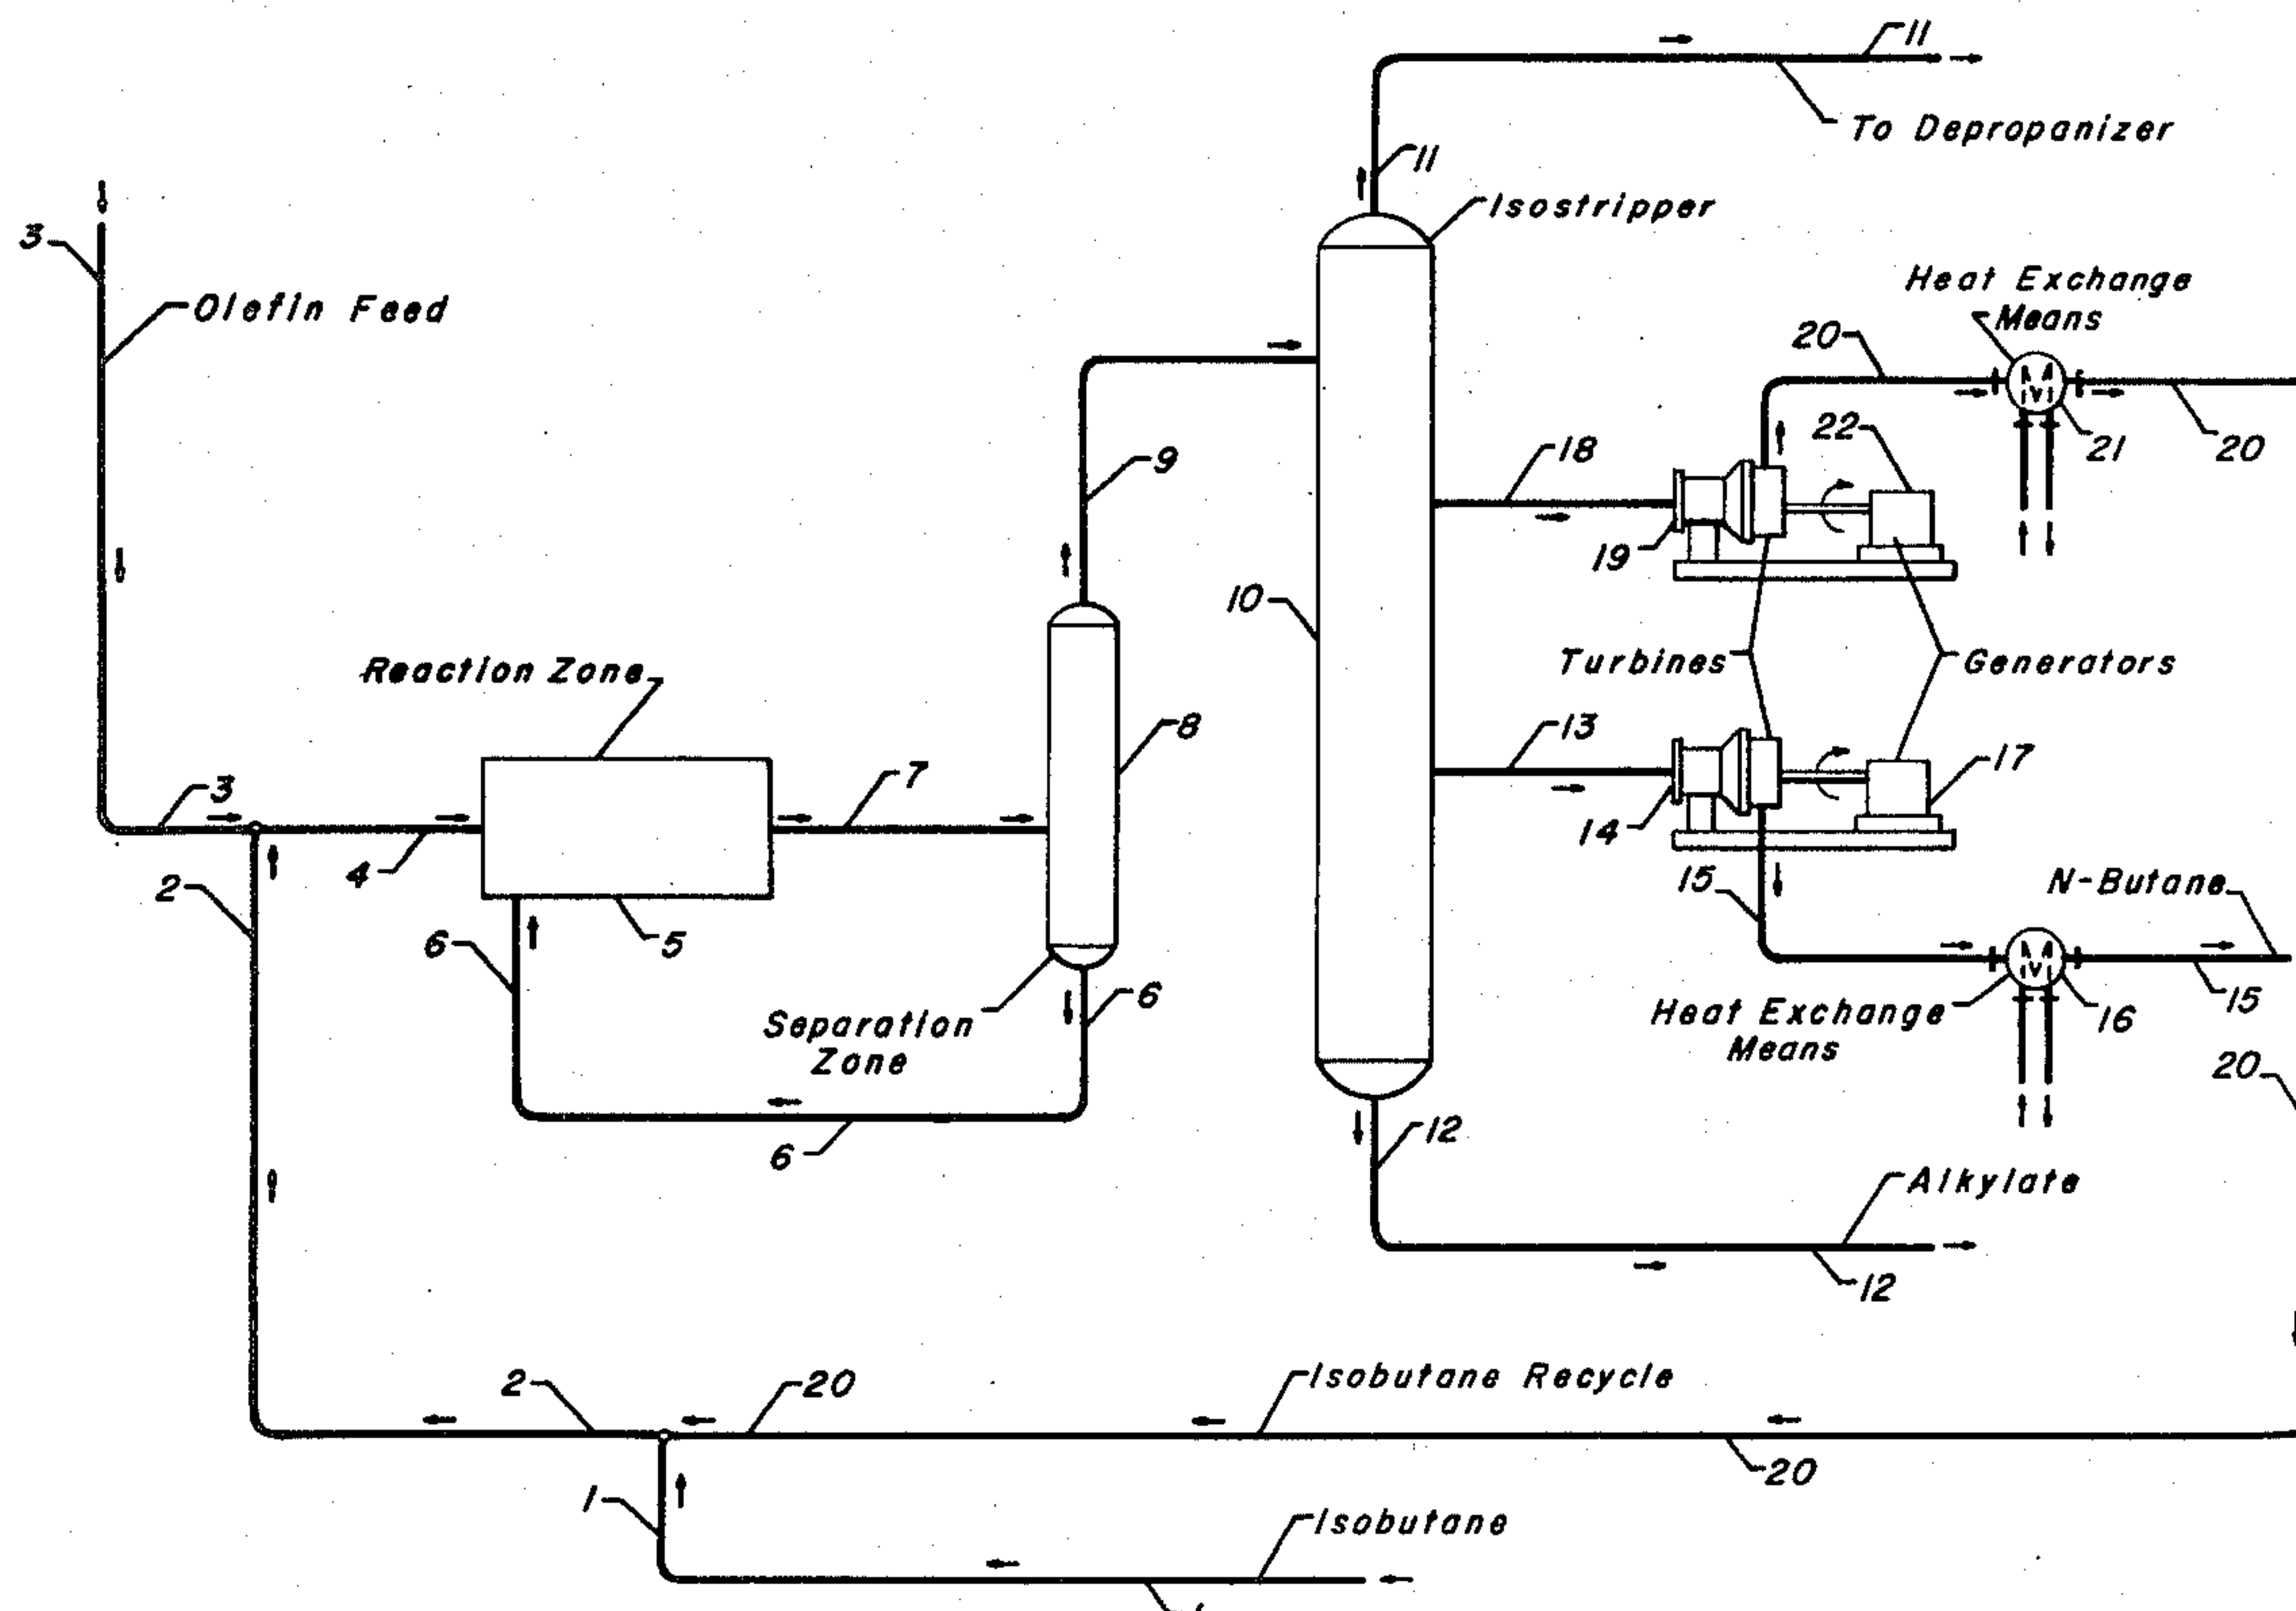 11
To Depropanizer
11
Isostripper
3
Olefin Feed
Heat Exchange
Means
20
21
20
22
18
19
9
10
Turbines
Generators
Reaction Zone
8
13
17
14
7
3
4
2
5
6
6
Separation
Zone
15
N-Butane
15
Heat Exchange
Means
16
20
6
12
Alkylate
12
2
20
Isobutane Recycle
20
1
Isobutane